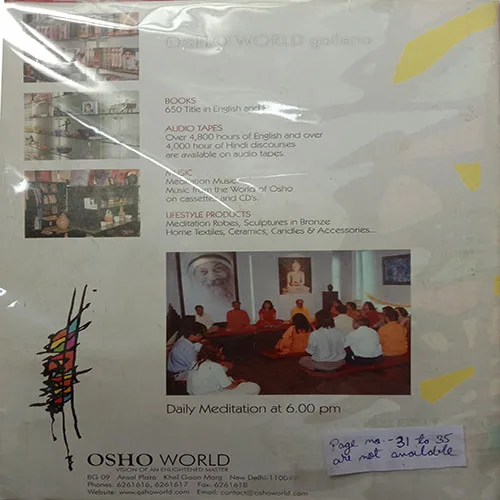 OSHO WORLD galleria
BOOKS
650 Title in English and
AUDIO TAPES
Over 4,800 hours of English and over
4,000 hour of Hindi discourses
are available on audio tapes.
MUSIC
Meditation Music
Music from the World of Osho
on cassettes and CD's.
LIFESTYLE PRODUCTS
Meditation Robes, Sculptures in Bronze
Home Textiles, Ceramics, Candles & Accessories...
Daily Meditation at 6.00 pm
Page no.- 31 to 35
are not available
OSHO WORLD
VISION OF AN ENLIGHTENED MASTER
BG 09 Ansal Plaza Khel Gaon Marg New Delhi-110049
Phones: 6261616, 6261617 Fax: 6261618
Website: www.oshoworld.com Email: contact@oshoworld.com